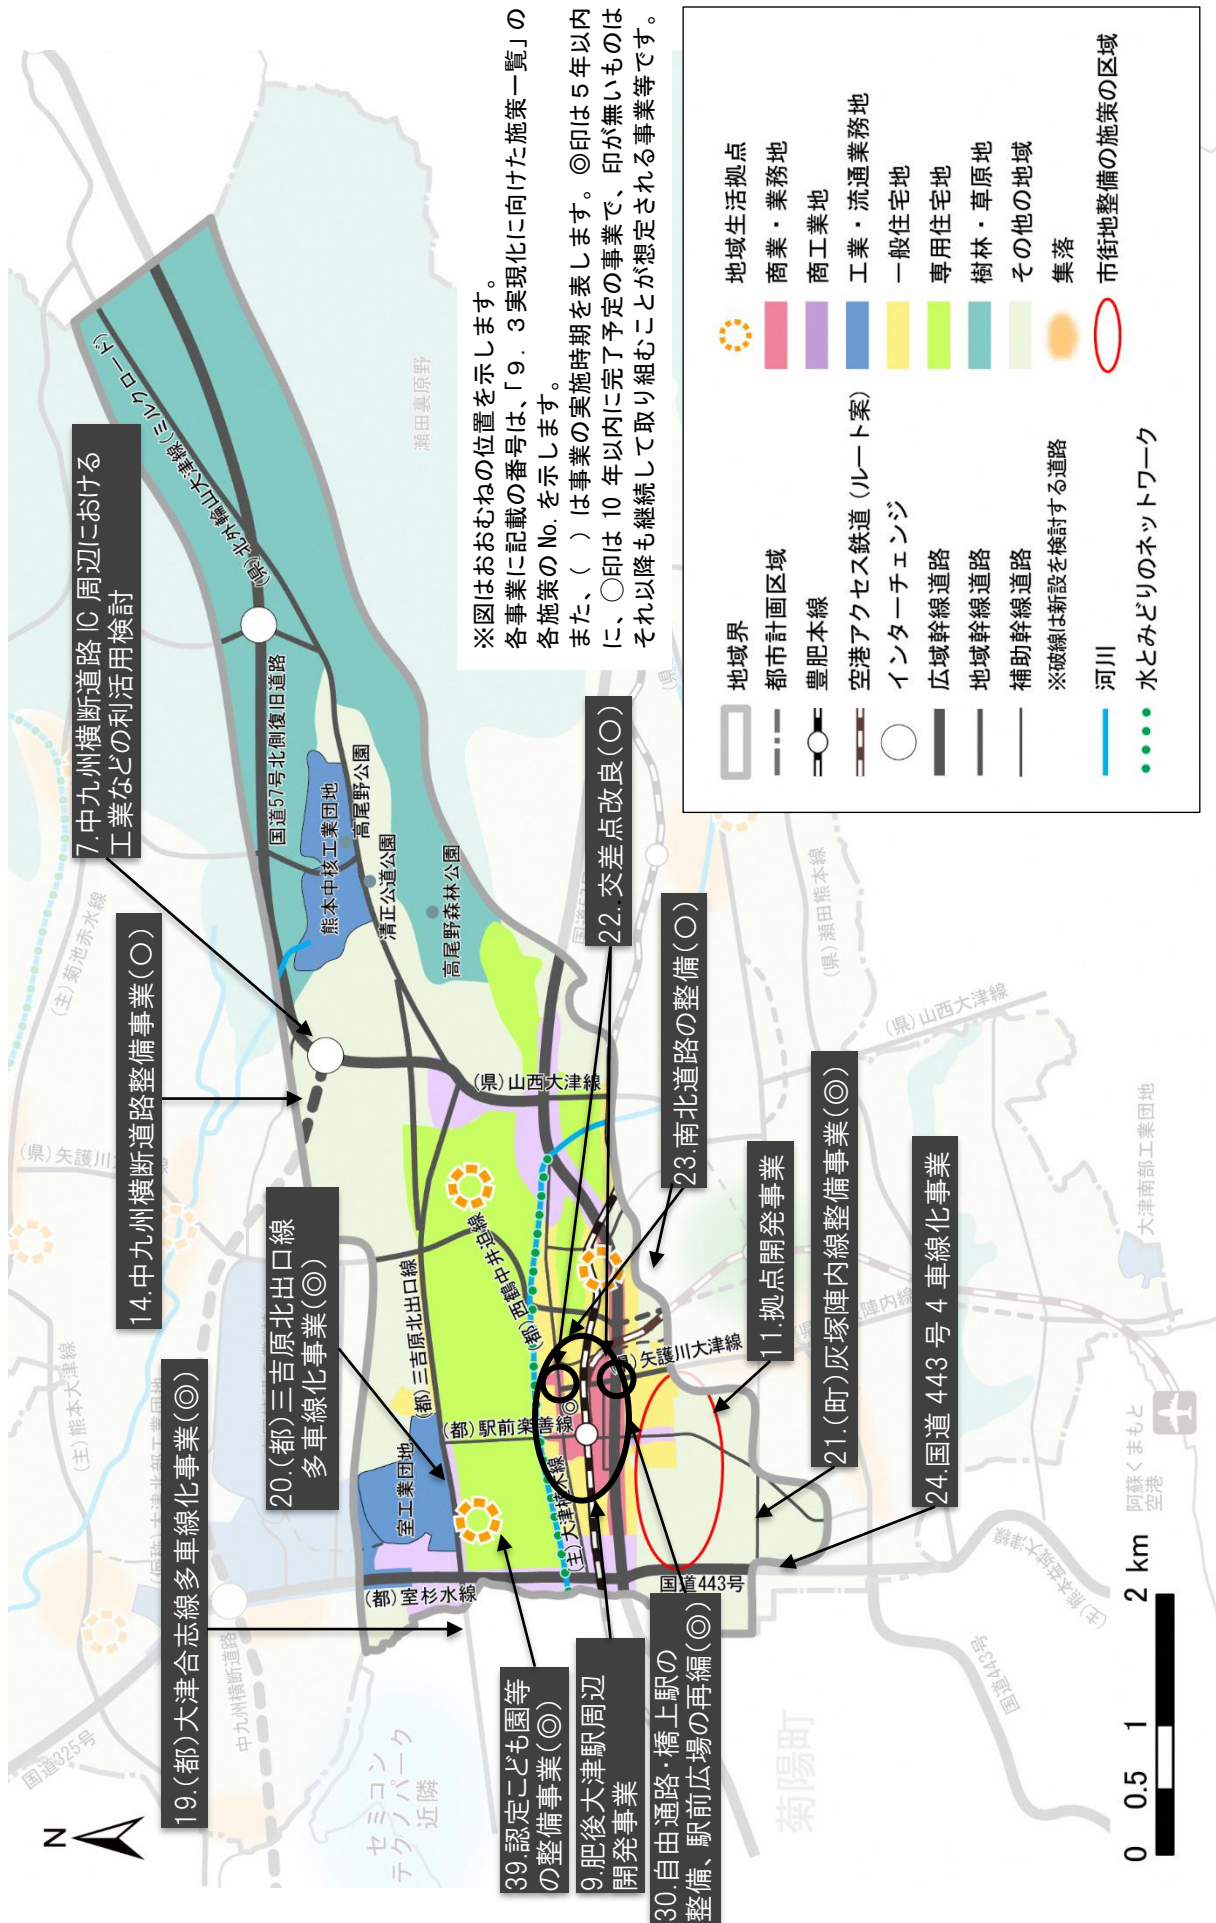 ※図はおおむねの位置を示します。
各事業に記載の番号は、「９．３実現化に向けた施策一覧」の
各施策の No. を示します。
また、（　）は事業の実施時期を表します。◎印は５年以内
に、〇印は 10 年以内に完了予定の事業で、印が無いものは
それ以降も継続して取り組むことが想定される事業等です。
7.中九州横断道路 IC 周辺における
工業などの利活用検討
14.中九州横断道路整備事業(〇)
20.(都)三吉原北出口線
多車線化事業(◎)
19.(都)大津合志線多車線化事業(◎)
39.認定こども園等
の整備事業(◎)
9.肥後大津駅周辺
開発事業
30.自由通路・橋上駅の
整備、駅前広場の再編(◎)
22..交差点改良(〇)
23.南北道路の整備(〇)
11.拠点開発事業
21.(町)灰塚陣内線整備事業(◎)
24.国道 443 号 4 車線化事業
(県)北外輪山大津線(ミルクロード)
国道57号北側復旧道路
熊本中核工業団地
高尾野公園
清正公道公園
高尾野森林公園
瀬田裏原野
(県)山西大津線
(都)西鶴中井迫線
(都)三吉原北出口線
(都)駅前楽善線
室工業団地
(主)大津植木線
(都)室杉水線
国道443号
(県)矢護川大津線
(主)菊池赤水線
(県)矢護川大
(主)熊本大津線
中九州横断道路
国道325号
セミコン
テクノパーク
近隣
菊陽町
国道443号
(主)熊本益城大津線
阿蘇くまもと
空港
大津南部工業団地
(県)山西大津線
(県)瀬田熊本線
陣内線
N
0 0.5 1 2 km
地域界
都市計画区域
豊肥本線
空港アクセス鉄道（ルート案）
インターチェンジ
広域幹線道路
地域幹線道路
補助幹線道路
※破線は新設を検討する道路
河川
水とみどりのネットワーク
地域生活拠点
商業・業務地
商工業地
工業・流通業務地
一般住宅地
専用住宅地
樹林・草原地
その他の地域
集落
市街地整備の施策の区域